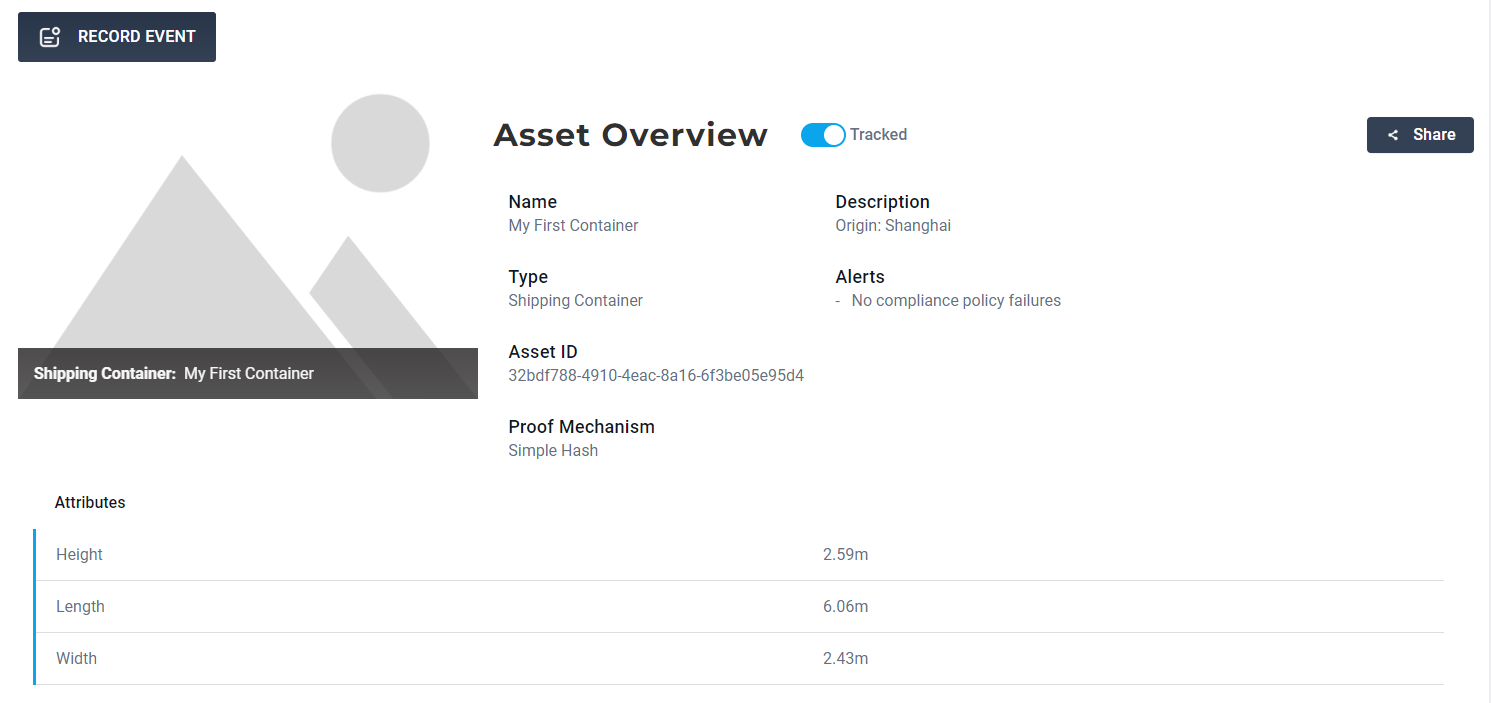 RECORD EVENT
Asset Overview
Tracked
Share
Name
My First Container
Description
Origin: Shanghai
Type
Shipping Container
Alerts
- No compliance policy failures
Asset ID
32bdf788-4910-4eac-8a16-6f3be05e95d4
Shipping Container: My First Container
Proof Mechanism
Simple Hash
Attributes
Height 2.59m
Length 6.06m
Width 2.43m